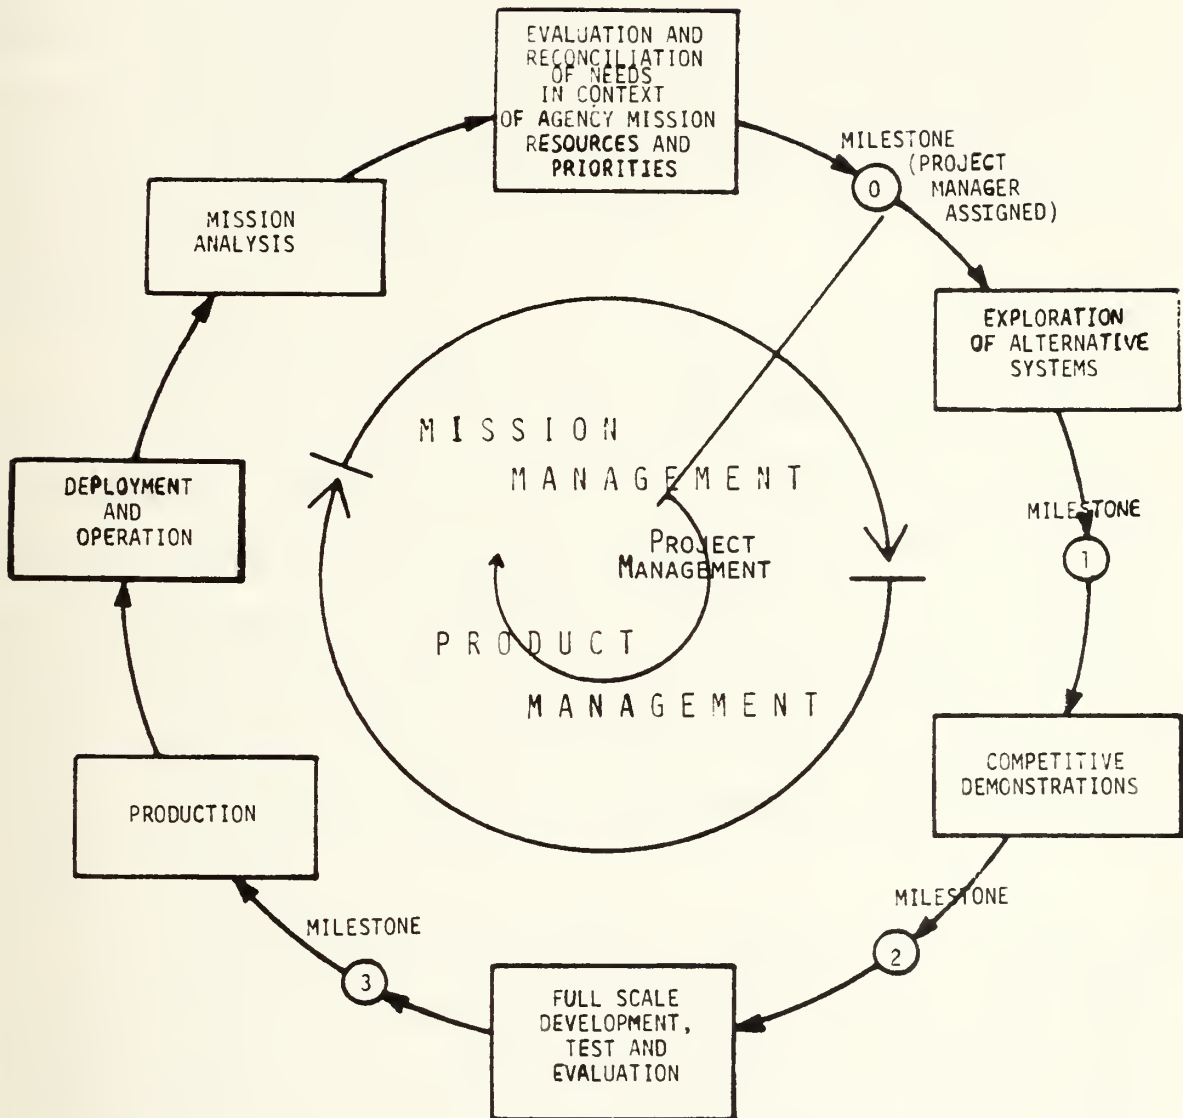 EVALUATION AND
RECONCILIATION
OF NEEDS
IN CONTEXT
OF AGENCY MISSION
RESOURCES AND
PRIORITIES
MILESTONE
(PROJECT
MANAGER
ASSIGNED)
0
EXPLORATION
OF ALTERNATIVE
SYSTEMS
MILESTONE
1
COMPETITIVE
DEMONSTRATIONS
MILESTONE
2
FULL SCALE
DEVELOPMENT,
TEST AND
EVALUATION
MILESTONE
3
PRODUCTION
DEPLOYMENT
AND
OPERATION
MISSION
ANALYSIS
MISSION
MANAGEMENT
PROJECT
MANAGEMENT
PRODUCT
MANAGEMENT